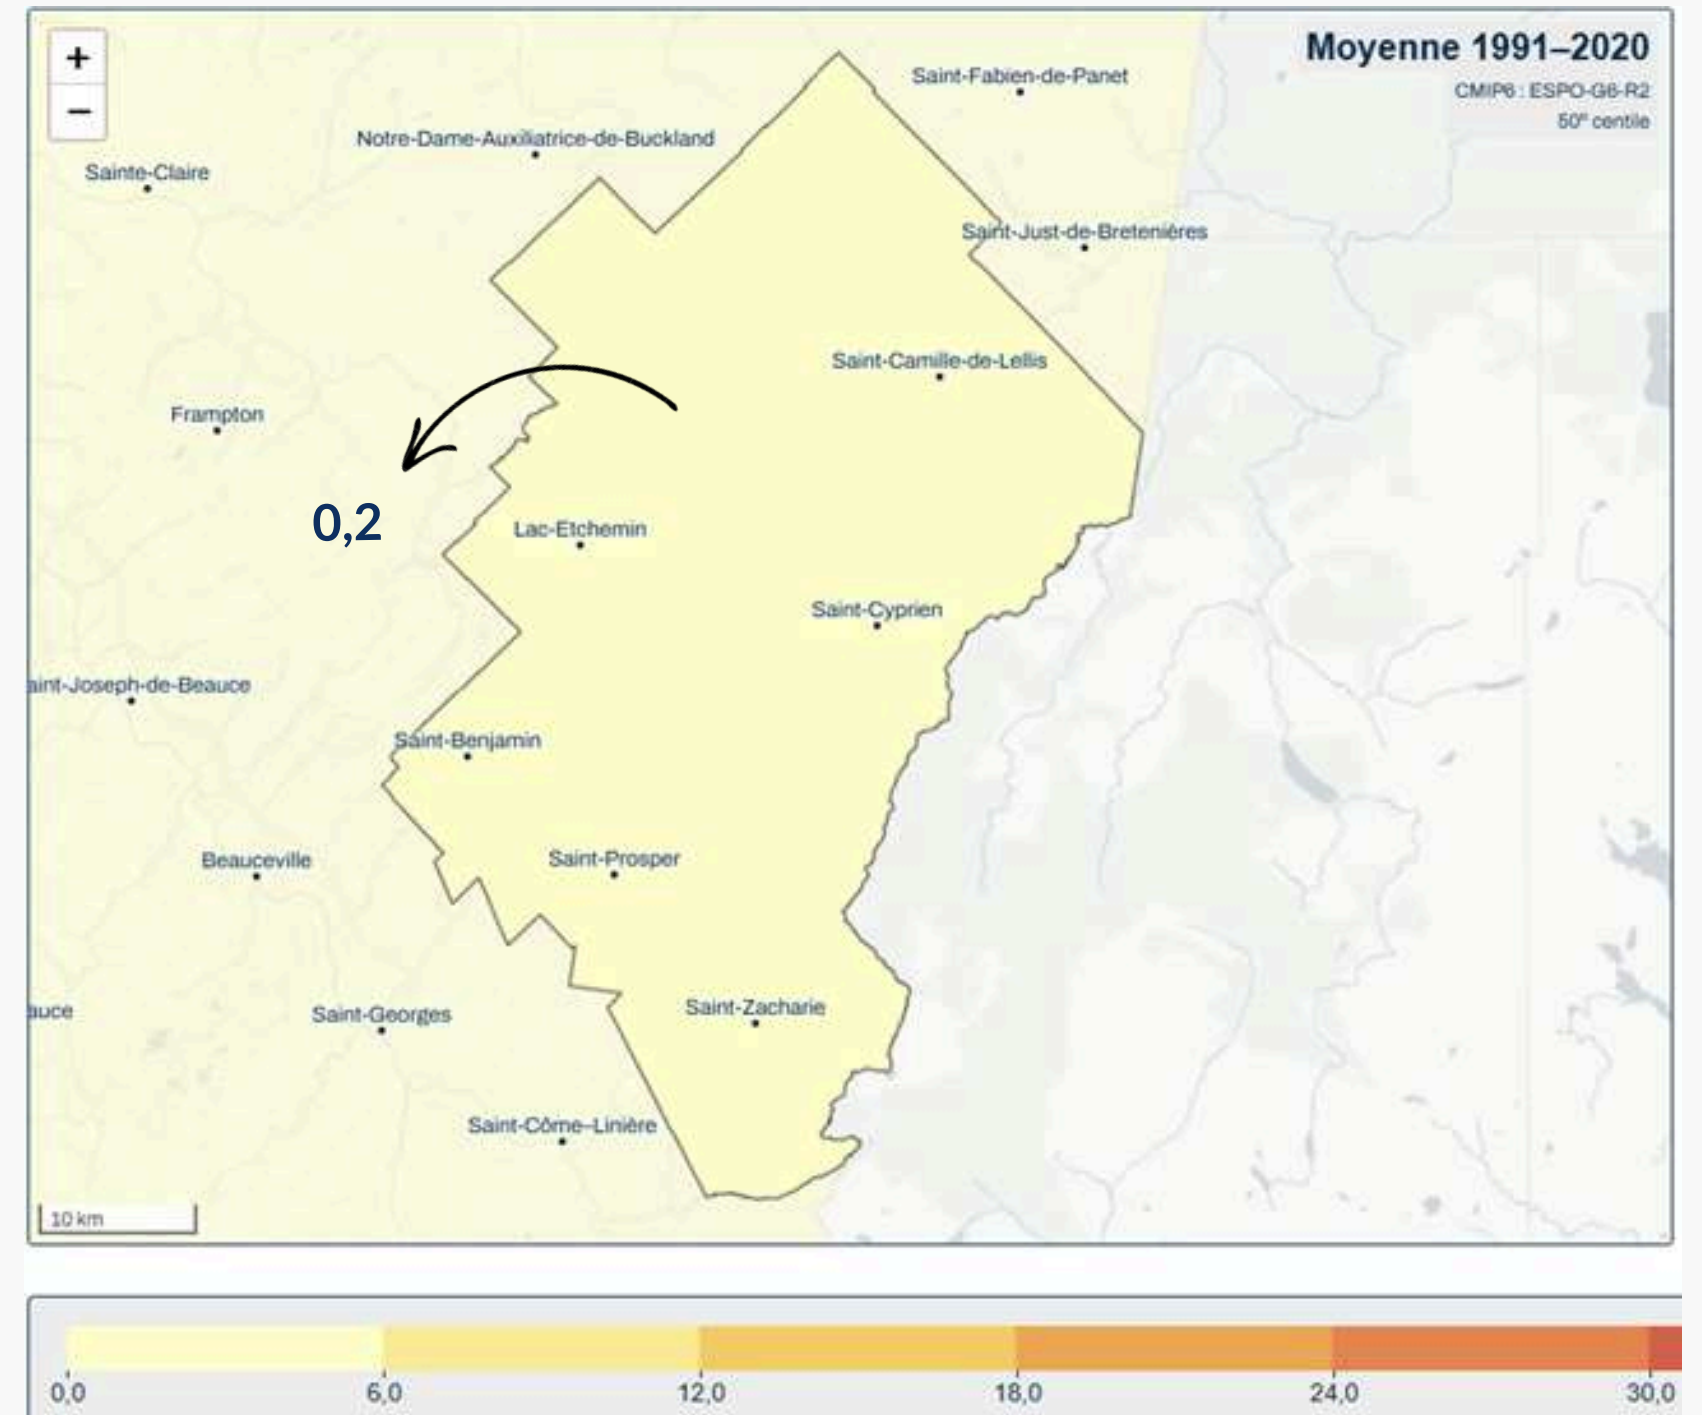 +
−
Moyenne 1991–2020
CMIP6 : ESPO-G6-R2
50e centile
Saint-Fabien-de-Panet
Notre-Dame-Auxiliatrice-de-Buckland
Sainte-Claire
Saint-Just-de-Bretenières
Saint-Camille-de-Lellis
Frampton
0,2
Lac-Etchemin
Saint-Cyprien
aint-Joseph-de-Beauce
Saint-Benjamin
Beauceville
Saint-Prosper
auce
Saint-Georges
Saint-Zacharie
Saint-Côme–Linière
10 km
0,0 6,0 12,0 18,0 24,0 30,0